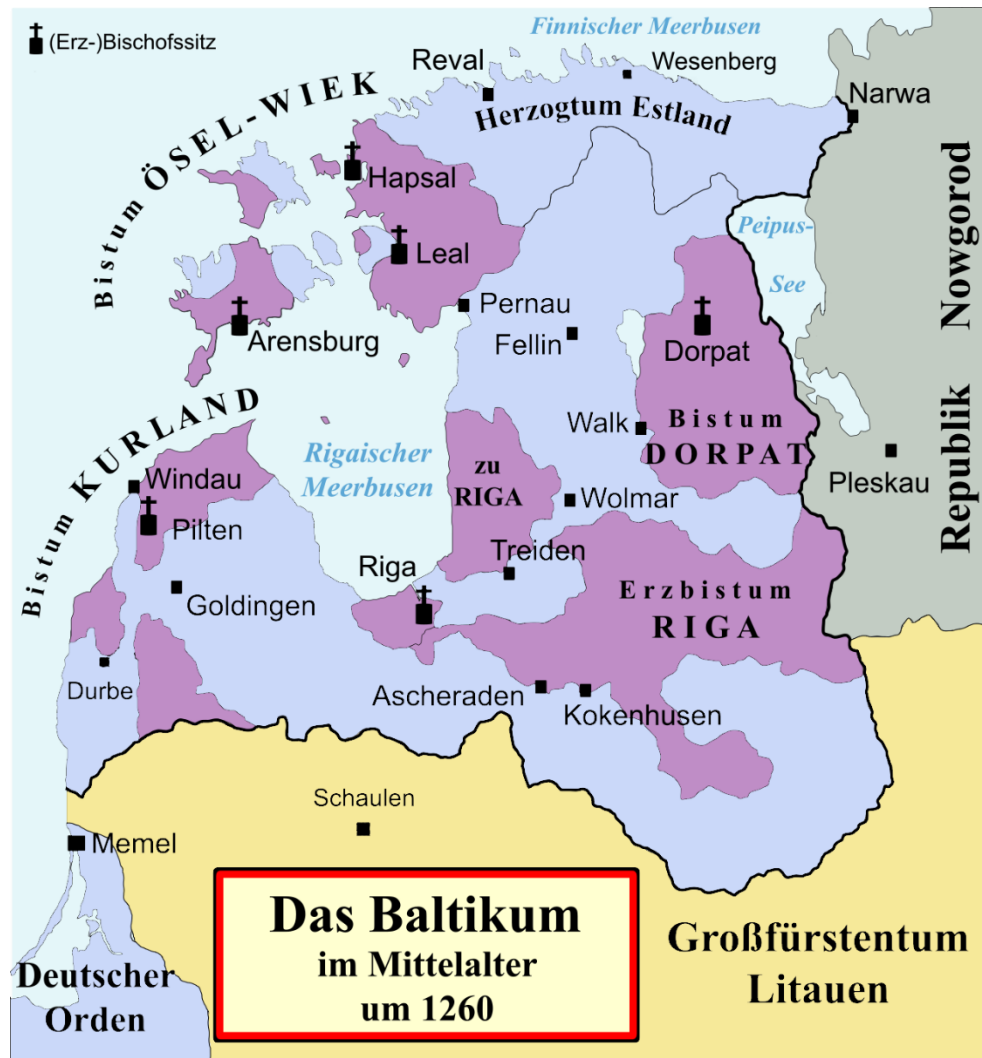 (Erz-)Bischofssitz
Finnischer Meerbusen
Reval
Wesenberg
Narwa
Herzogtum Estland
Bistum ÖSEL-WIEK
Hapsal
Leal
Arensburg
Pernau
Fellin
Peipus-
See
Dorpat
Bistum
DORPAT
Republik Nowgorod
Pleskau
Walk
Wolmar
Bistum KURLAND
Windau
Pilten
Goldingen
Durbe
Rigaischer
Meerbusen
zu
RIGA
Treiden
Riga
Erzbistum
RIGA
Ascheraden
Kokenhusen
Schaulen
Memel
Deutscher
Orden
Das Baltikum
im Mittelalter
um 1260
Großfürstentum
Litauen